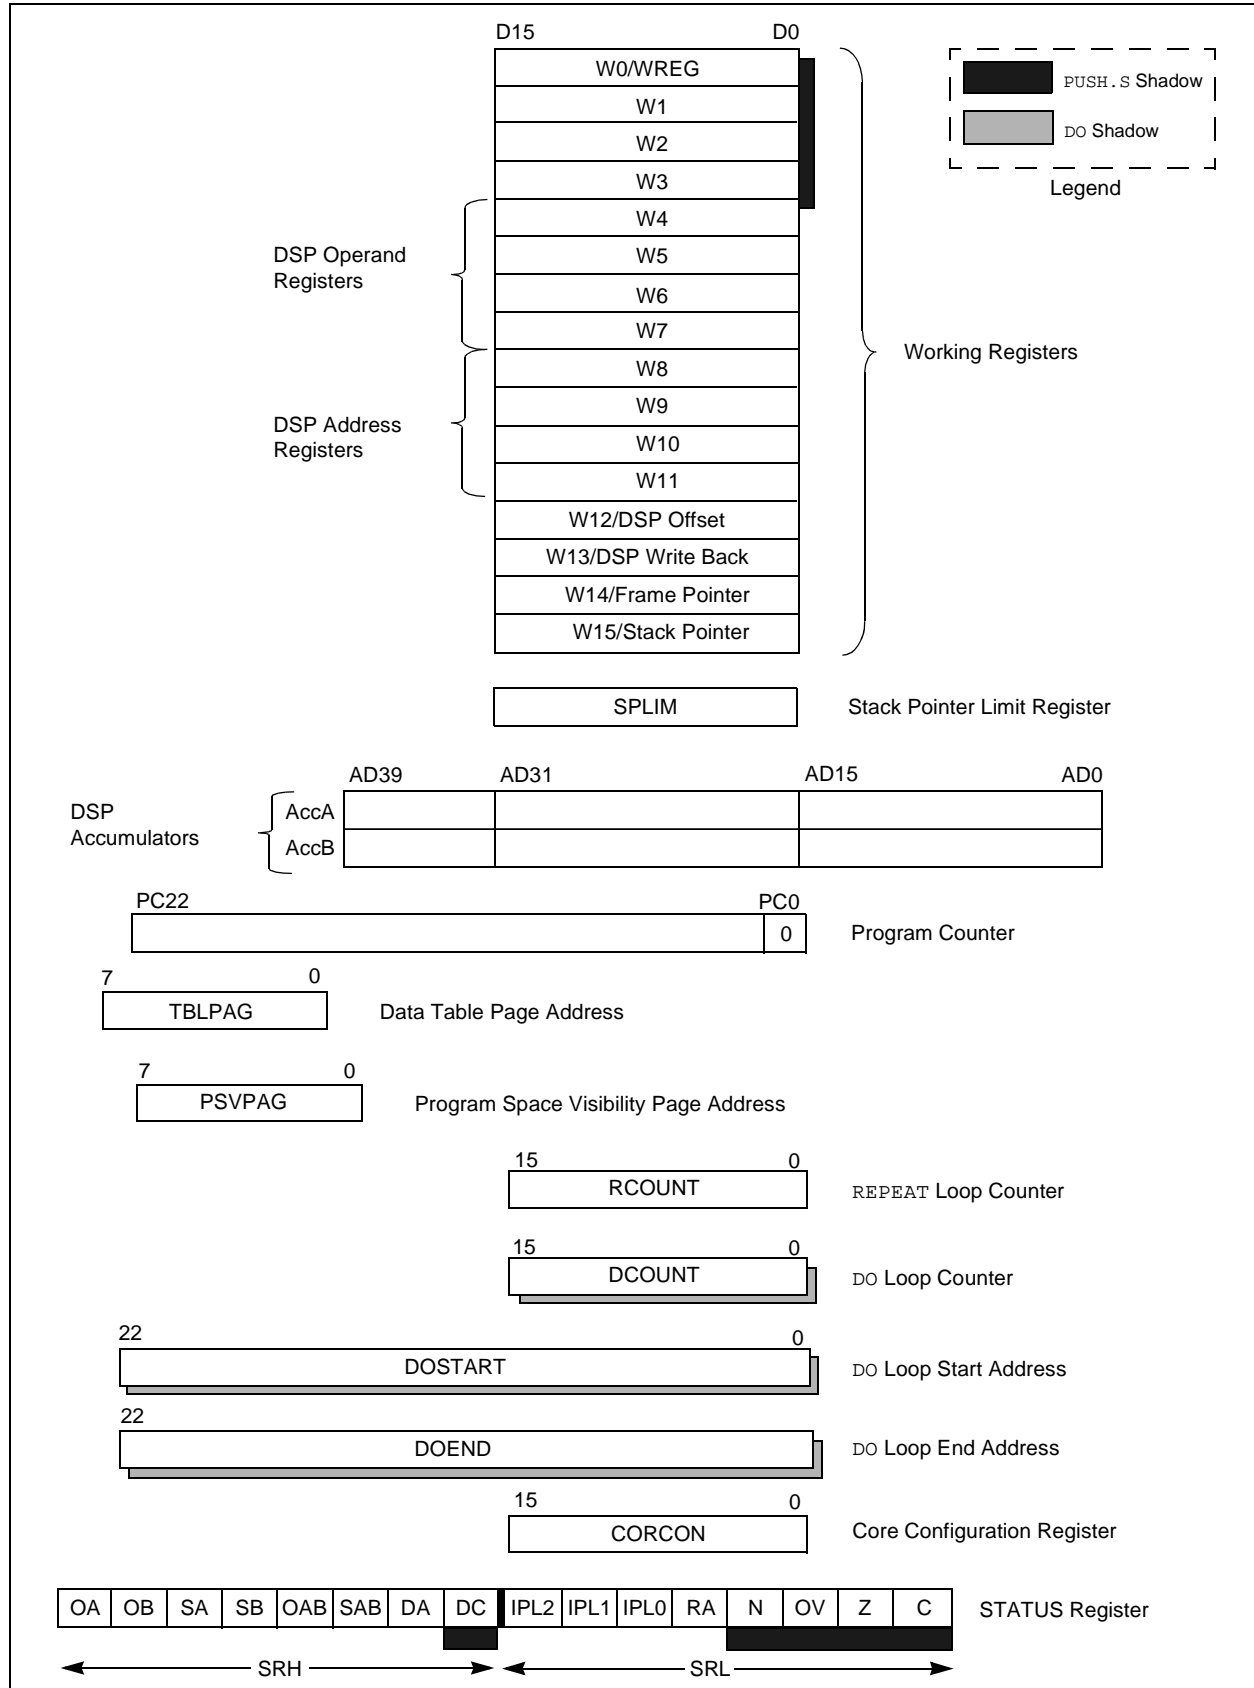 D15 D0
W0/WREG
W1
W2
W3
W4
W5
W6
W7
W8
W9
W10
W11
W12/DSP Offset
W13/DSP Write Back
W14/Frame Pointer
W15/Stack Pointer
PUSH.S Shadow
DO Shadow
Legend
DSP Operand
Registers
DSP Address
Registers
Working Registers
SPLIM
Stack Pointer Limit Register
AD39 AD31 AD15 AD0
DSP
Accumulators
AccA
AccB
PC22 PC0
0
Program Counter
7 0
TBLPAG
Data Table Page Address
7 0
PSVPAG
Program Space Visibility Page Address
15 0
RCOUNT
REPEAT Loop Counter
15 0
DCOUNT
DO Loop Counter
22 0
DOSTART
DO Loop Start Address
22
DOEND
DO Loop End Address
15 0
CORCON
Core Configuration Register
OA OB SA SB OAB SAB DA DC IPL2 IPL1 IPL0 RA N OV Z C
STATUS Register
SRH SRL